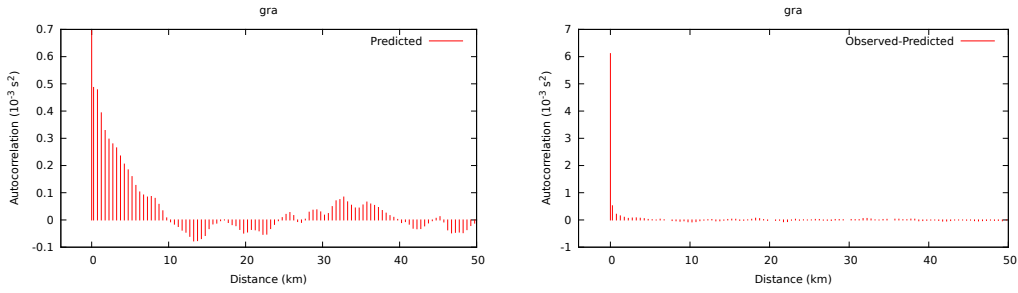 gra
Autocorrelation (10⁻³ s²)
0.7
0.6
0.5
0.4
0.3
0.2
0.1
0
-0.1
Predicted
0 10 20 30 40 50
Distance (km)
gra
Autocorrelation (10⁻³ s²)
7
6
5
4
3
2
1
0
-1
Observed-Predicted
0 10 20 30 40 50
Distance (km)